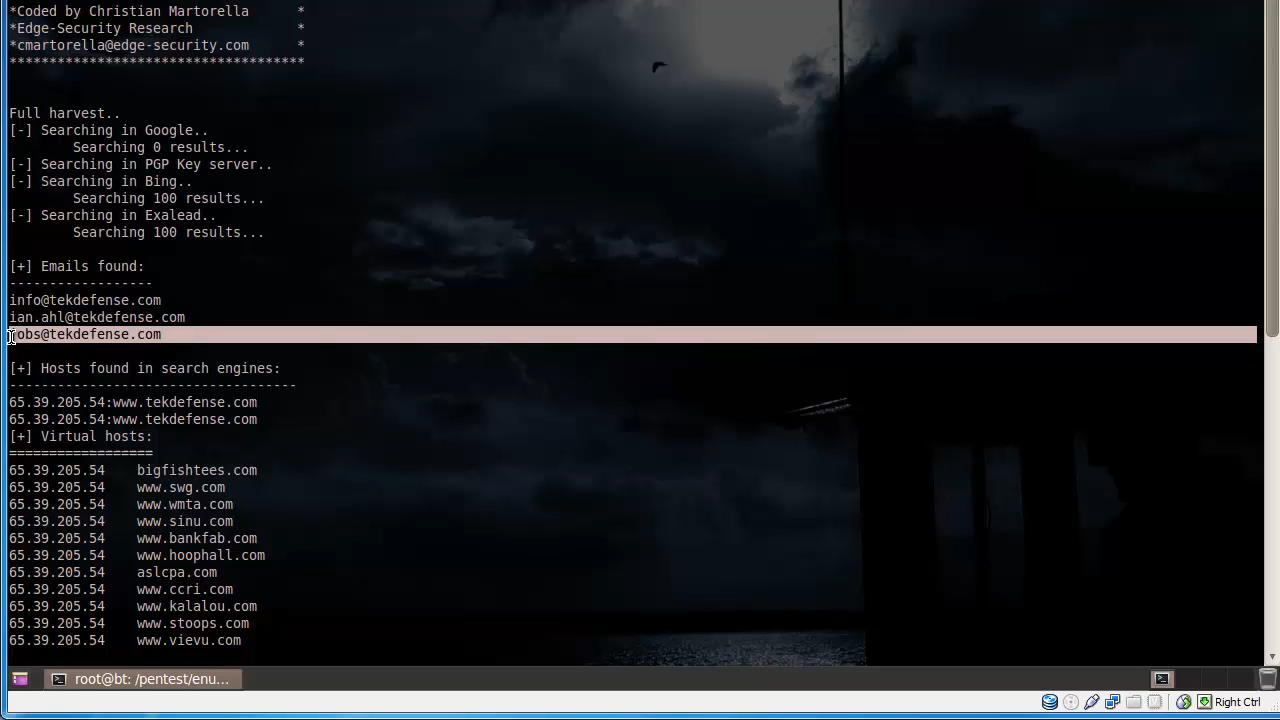 *Coded by Christian Martorella      *
*Edge-Security Research             *
*cmartorella@edge-security.com      *
*************************************
Full harvest..
[-] Searching in Google..
        Searching 0 results...
[-] Searching in PGP Key server..
[-] Searching in Bing..
        Searching 100 results...
[-] Searching in Exalead..
        Searching 100 results...
[+] Emails found:
------------------
info@tekdefense.com
ian.ahl@tekdefense.com
jobs@tekdefense.com
[+] Hosts found in search engines:
------------------------------------
65.39.205.54:www.tekdefense.com
65.39.205.54:www.tekdefense.com
[+] Virtual hosts:
==================
65.39.205.54    bigfishtees.com
65.39.205.54    www.swg.com
65.39.205.54    www.wmta.com
65.39.205.54    www.sinu.com
65.39.205.54    www.bankfab.com
65.39.205.54    www.hoophall.com
65.39.205.54    aslcpa.com
65.39.205.54    www.ccri.com
65.39.205.54    www.kalalou.com
65.39.205.54    www.stoops.com
65.39.205.54    www.vievu.com
root@bt: /pentest/enu...
Right Ctrl